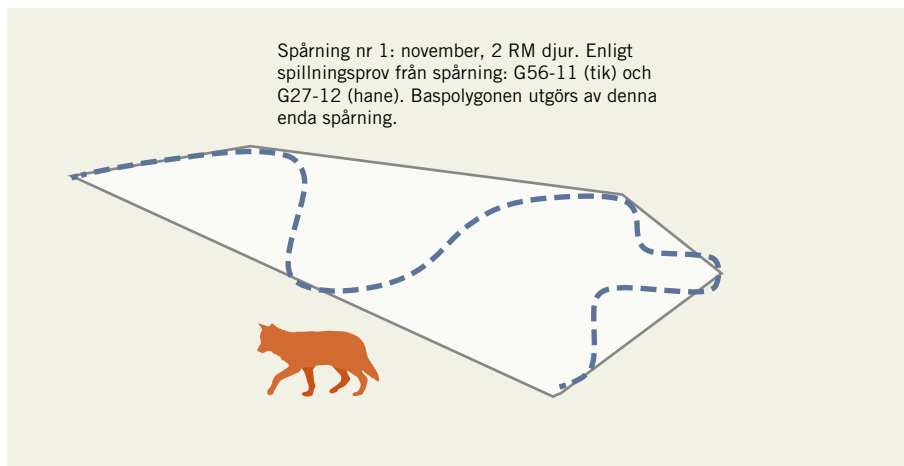 Spårning nr 1: november, 2 RM djur. Enligt
spillningsprov från spårning: G56-11 (tik) och
G27-12 (hane). Baspolygonen utgörs av denna
enda spårning.